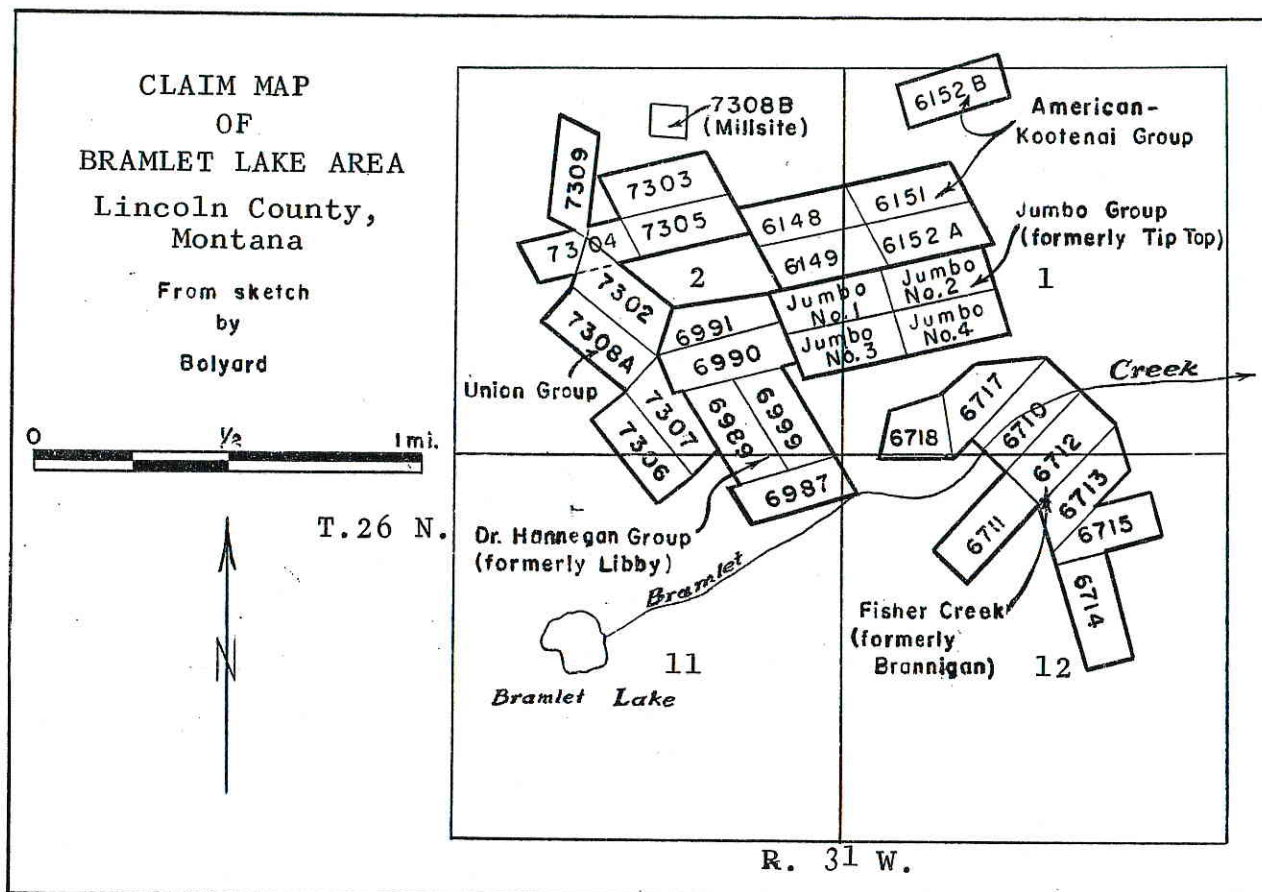 CLAIM MAP
OF
BRAMLET LAKE AREA
Lincoln County,
Montana
From sketch
by
Bolyard
0 1/2 1 mi.
N
T.26 N.
R. 31 W.
7308B
(Millsite)
6152 B
American-
Kootenai Group
7309
7303
7304
7305
6148
6151
6149
6152 A
Jumbo Group
(formerly Tip Top)
2
1
7302
7308A
Union Group
6991
6990
Jumbo
No.1
Jumbo
No.2
Jumbo
No.3
Jumbo
No.4
7307
7306
6989
6999
6987
Dr. Hannegan Group
(formerly Libby)
Creek
6718
6717
6710
6712
6713
6711
6715
6714
Bramlet
Fisher Creek
(formerly
Brannigan)
11
12
Bramlet Lake